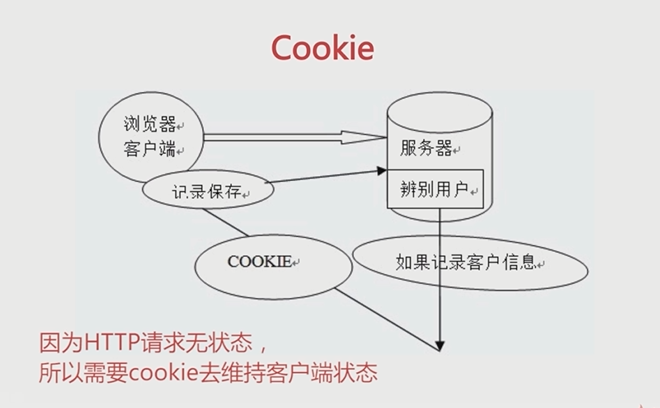 Cookie
浏览器
客户端
服务器
记录保存
辨别用户
COOKIE
如果记录客户信息
因为HTTP请求无状态，
所以需要cookie去维持客户端状态